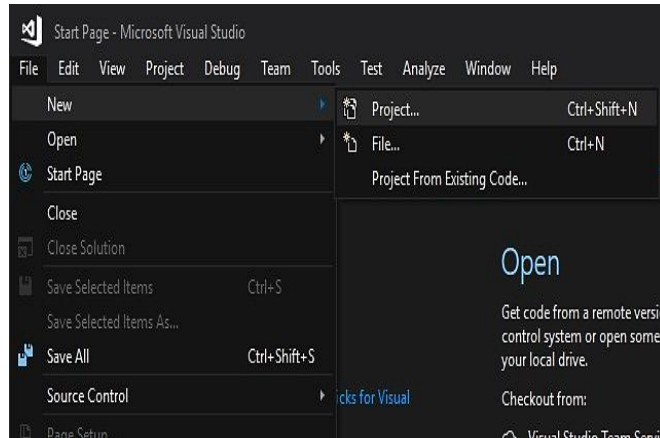 Start Page - Microsoft Visual Studio
File Edit View Project Debug Team Tools Test Analyze Window Help
New
Project... Ctrl+Shift+N
Open
File... Ctrl+N
Start Page
Project From Existing Code...
Close
Close Solution
Save Selected Items Ctrl+S
Save Selected Items As...
Save All Ctrl+Shift+S
Source Control
Page Setup...
icks for Visual
Open
Get code from a remote versi
control system or open some
your local drive.
Checkout from:
Visual Studio Team Servi